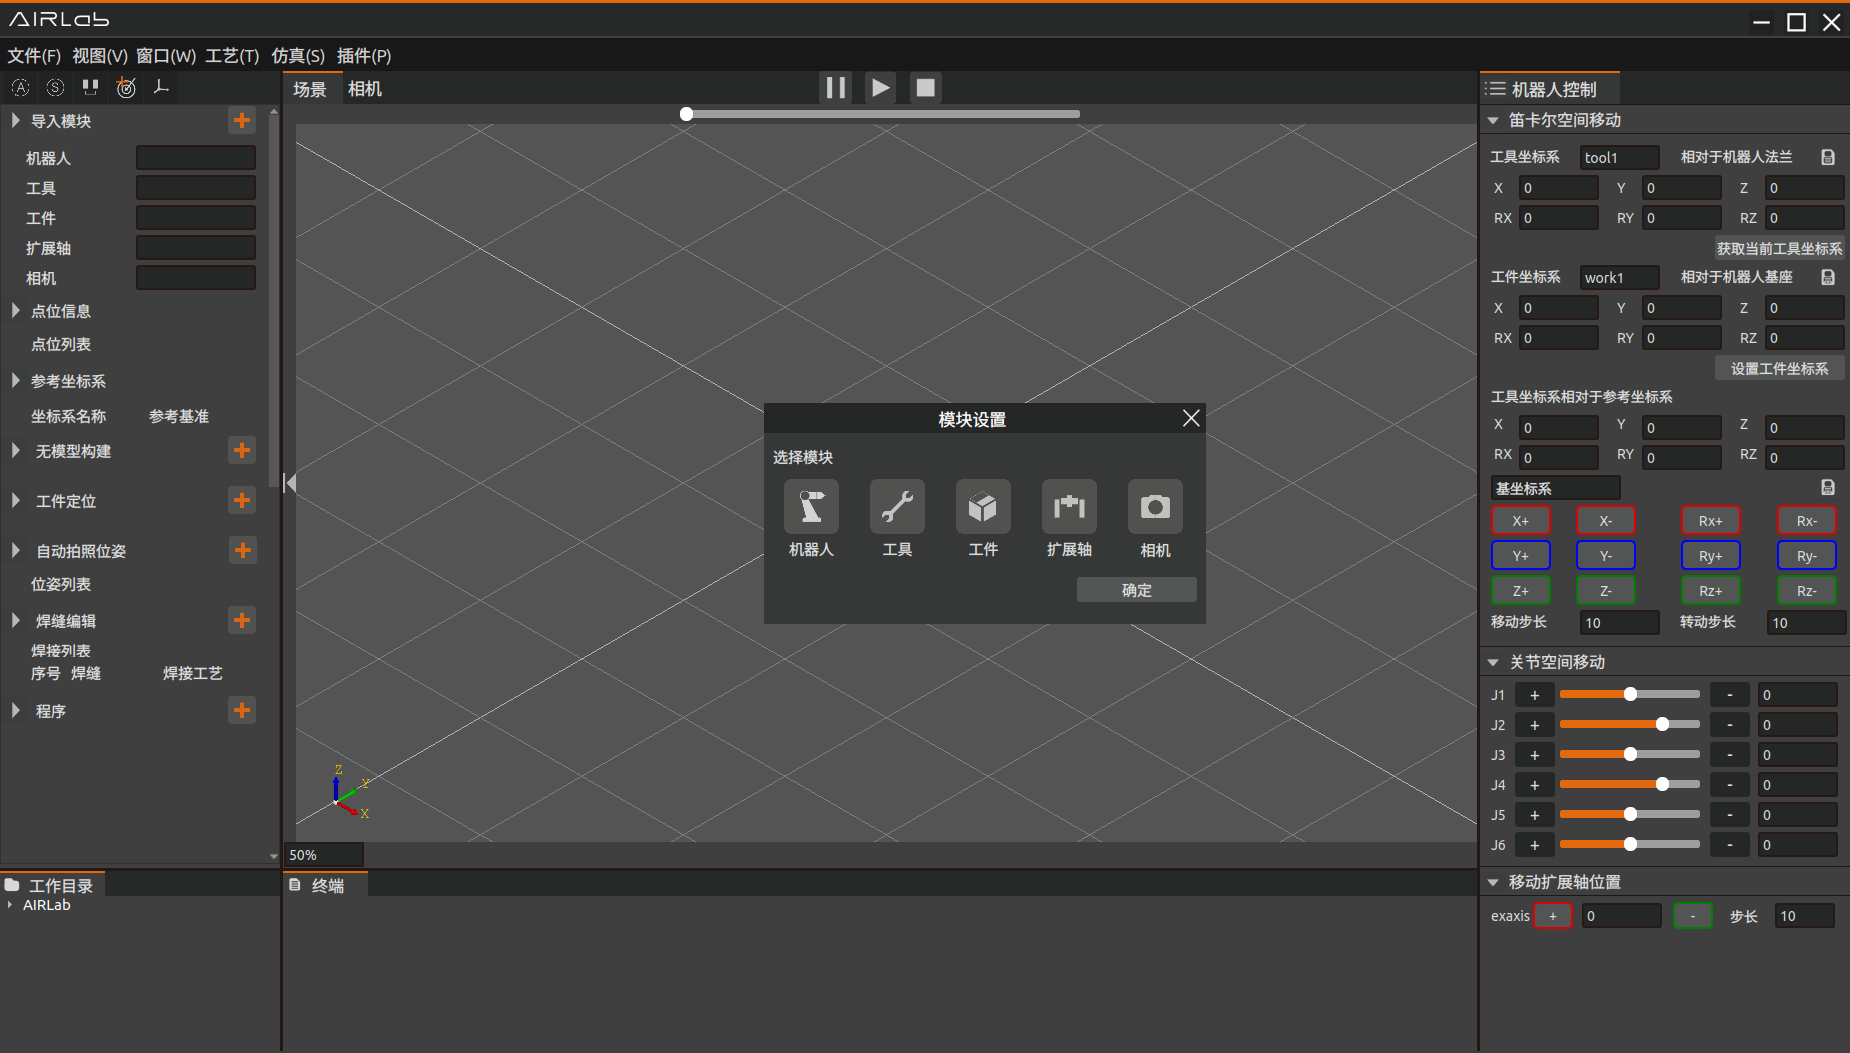 AIRLab
文件(F) 视图(V) 窗口(W) 工艺(T) 仿真(S) 插件(P)
A S
场景 相机
导入模块
机器人
工具
工件
扩展轴
相机
点位信息
点位列表
参考坐标系
坐标系名称 参考基准
无模型构建
工件定位
自动拍照位姿
位姿列表
焊缝编辑
焊接列表
序号 焊缝 焊接工艺
程序
模块设置
选择模块
机器人 工具 工件 扩展轴 相机
确定
Z
Y
X
50%
工作目录
AIRLab
终端
机器人控制
笛卡尔空间移动
工具坐标系 tool1 相对于机器人法兰
X 0 Y 0 Z 0
RX 0 RY 0 RZ 0
获取当前工具坐标系
工件坐标系 work1 相对于机器人基座
X 0 Y 0 Z 0
RX 0 RY 0 RZ 0
设置工件坐标系
工具坐标系相对于参考坐标系
X 0 Y 0 Z 0
RX 0 RY 0 RZ 0
基坐标系
X+ X- Rx+ Rx-
Y+ Y- Ry+ Ry-
Z+ Z- Rz+ Rz-
移动步长 10 转动步长 10
关节空间移动
J1 + - 0
J2 + - 0
J3 + - 0
J4 + - 0
J5 + - 0
J6 + - 0
移动扩展轴位置
exaxis + 0 - 步长 10